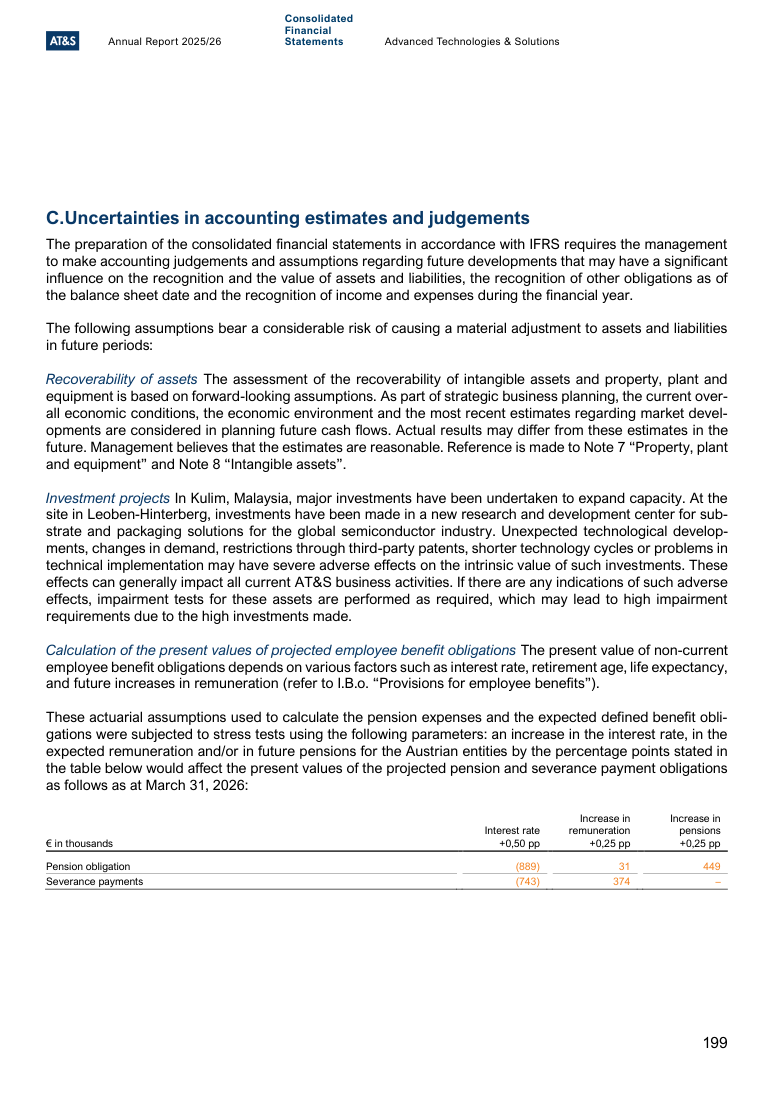 AT&S
Annual Report 2025/26
Consolidated
Financial
Statements
Advanced Technologies & Solutions
C.Uncertainties in accounting estimates and judgements
The preparation of the consolidated financial statements in accordance with IFRS requires the management
to make accounting judgements and assumptions regarding future developments that may have a significant
influence on the recognition and the value of assets and liabilities, the recognition of other obligations as of
the balance sheet date and the recognition of income and expenses during the financial year.
The following assumptions bear a considerable risk of causing a material adjustment to assets and liabilities
in future periods:
Recoverability of assets The assessment of the recoverability of intangible assets and property, plant and
equipment is based on forward-looking assumptions. As part of strategic business planning, the current over-
all economic conditions, the economic environment and the most recent estimates regarding market devel-
opments are considered in planning future cash flows. Actual results may differ from these estimates in the
future. Management believes that the estimates are reasonable. Reference is made to Note 7 “Property, plant
and equipment” and Note 8 “Intangible assets”.
Investment projects In Kulim, Malaysia, major investments have been undertaken to expand capacity. At the
site in Leoben-Hinterberg, investments have been made in a new research and development center for sub-
strate and packaging solutions for the global semiconductor industry. Unexpected technological develop-
ments, changes in demand, restrictions through third-party patents, shorter technology cycles or problems in
technical implementation may have severe adverse effects on the intrinsic value of such investments. These
effects can generally impact all current AT&S business activities. If there are any indications of such adverse
effects, impairment tests for these assets are performed as required, which may lead to high impairment
requirements due to the high investments made.
Calculation of the present values of projected employee benefit obligations The present value of non-current
employee benefit obligations depends on various factors such as interest rate, retirement age, life expectancy,
and future increases in remuneration (refer to I.B.o. “Provisions for employee benefits”).
These actuarial assumptions used to calculate the pension expenses and the expected defined benefit obli-
gations were subjected to stress tests using the following parameters: an increase in the interest rate, in the
expected remuneration and/or in future pensions for the Austrian entities by the percentage points stated in
the table below would affect the present values of the projected pension and severance payment obligations
as follows as at March 31, 2026:
€ in thousands
Interest rate
+0,50 pp
Increase in
remuneration
+0,25 pp
Increase in
pensions
+0,25 pp
Pension obligation (889) 31 449
Severance payments (743) 374 –
199